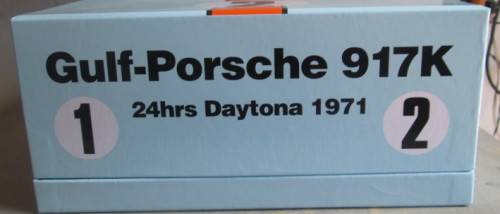 Gulf-Porsche 917K
24hrs Daytona 1971
1
2